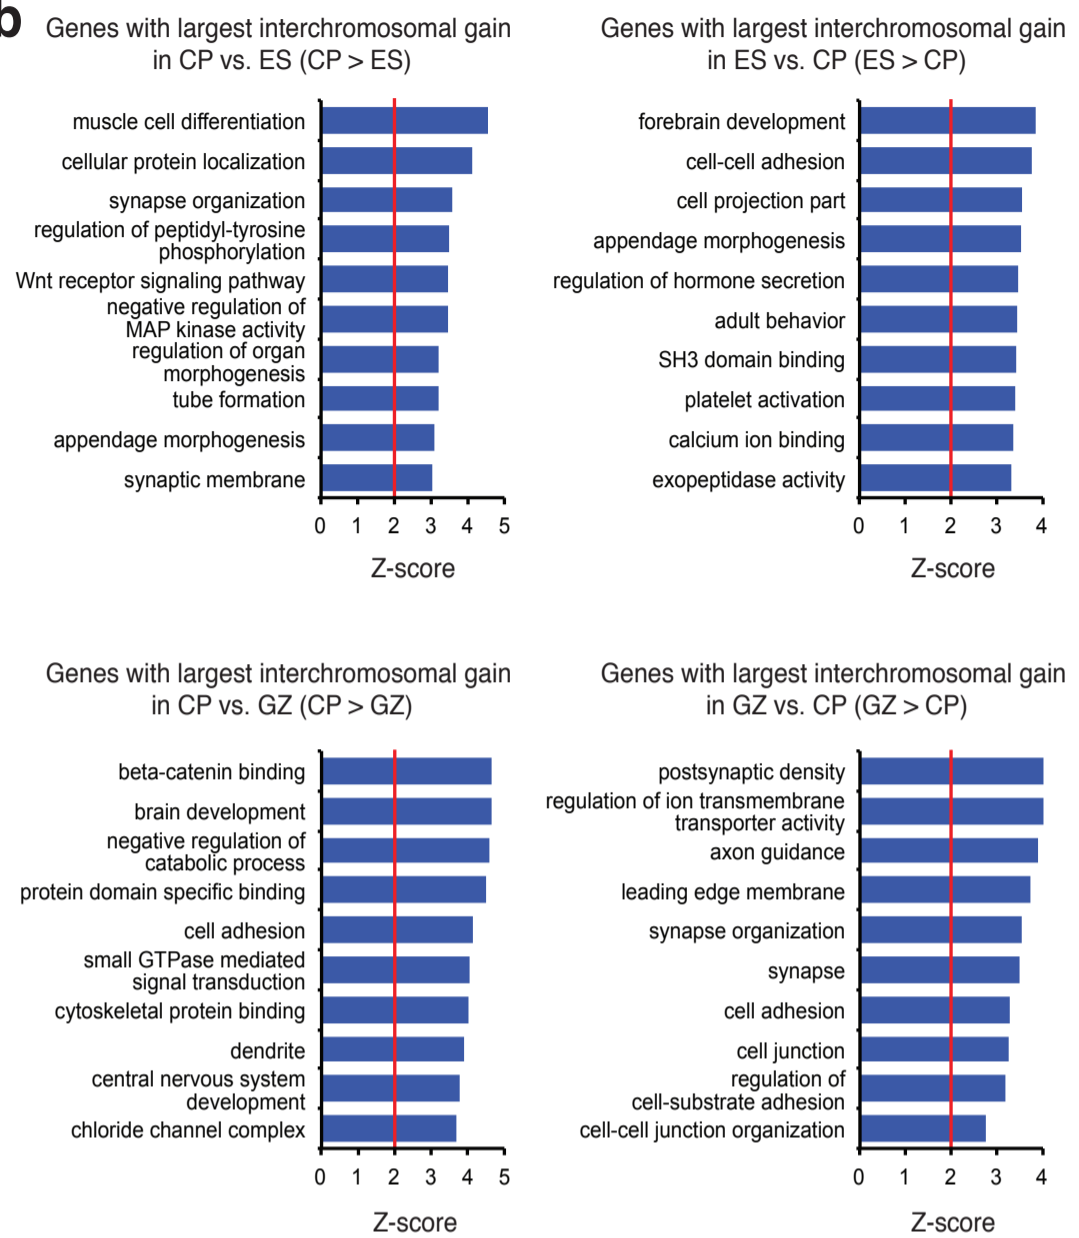 b
Genes with largest interchromosomal gain
in CP vs. ES (CP > ES)
muscle cell differentiation
cellular protein localization
synapse organization
regulation of peptidyl-tyrosine
phosphorylation
Wnt receptor signaling pathway
negative regulation of
MAP kinase activity
regulation of organ
morphogenesis
tube formation
appendage morphogenesis
synaptic membrane
0 1 2 3 4 5
Z-score
Genes with largest interchromosomal gain
in ES vs. CP (ES > CP)
forebrain development
cell-cell adhesion
cell projection part
appendage morphogenesis
regulation of hormone secretion
adult behavior
SH3 domain binding
platelet activation
calcium ion binding
exopeptidase activity
0 1 2 3 4
Z-score
Genes with largest interchromosomal gain
in CP vs. GZ (CP > GZ)
beta-catenin binding
brain development
negative regulation of
catabolic process
protein domain specific binding
cell adhesion
small GTPase mediated
signal transduction
cytoskeletal protein binding
dendrite
central nervous system
development
chloride channel complex
0 1 2 3 4 5
Z-score
Genes with largest interchromosomal gain
in GZ vs. CP (GZ > CP)
postsynaptic density
regulation of ion transmembrane
transporter activity
axon guidance
leading edge membrane
synapse organization
synapse
cell adhesion
cell junction
regulation of
cell-substrate adhesion
cell-cell junction organization
0 1 2 3 4
Z-score